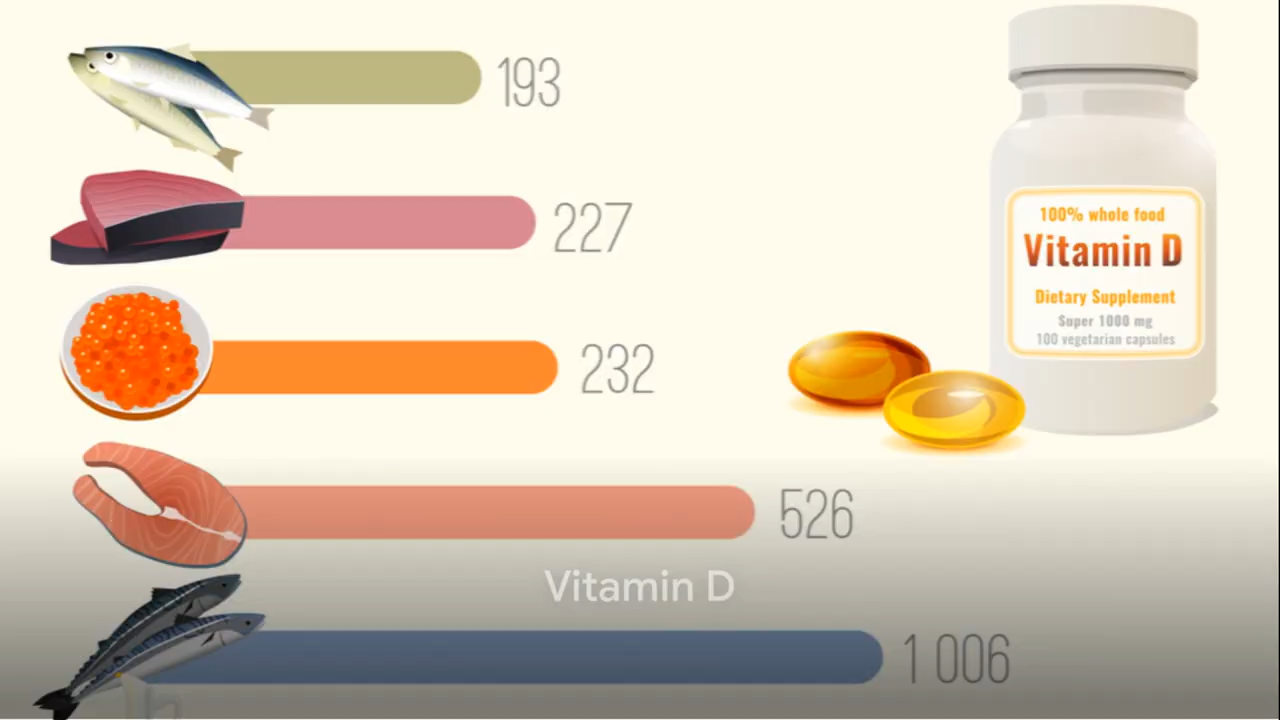 193
227
232
526
1 006
100% whole food
Vitamin D
Dietary Supplement
Super 1000 mg
100 vegetarian capsules
Vitamin D